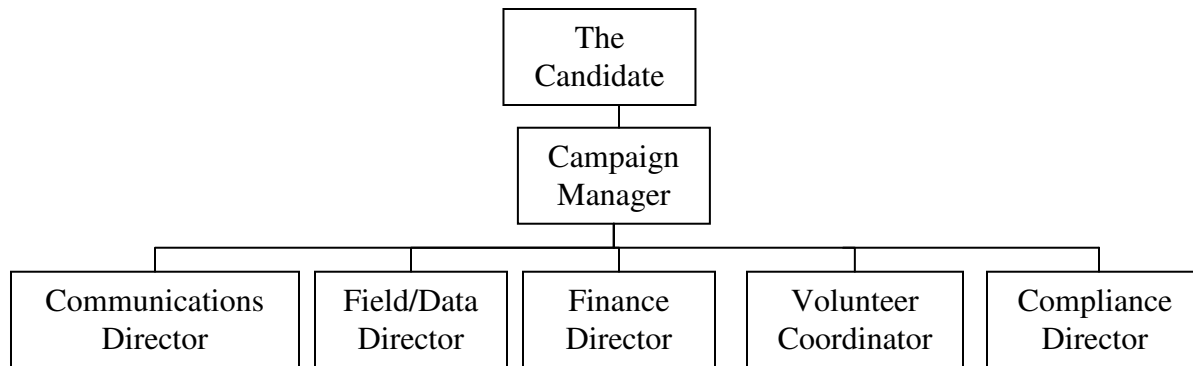 The
Candidate
Campaign
Manager
Communications
Director
Field/Data
Director
Finance
Director
Volunteer
Coordinator
Compliance
Director